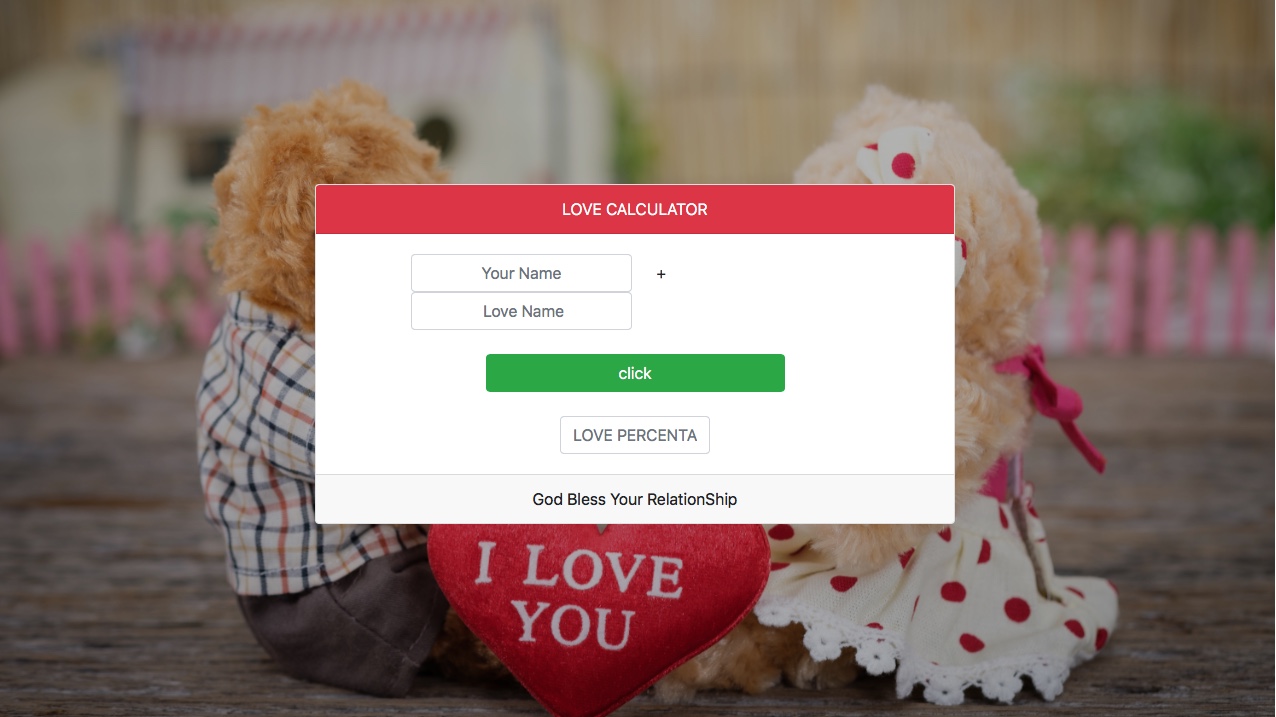 LOVE CALCULATOR
Your Name +
Love Name
click
LOVE PERCENTA
God Bless Your RelationShip
I LOVE
YOU